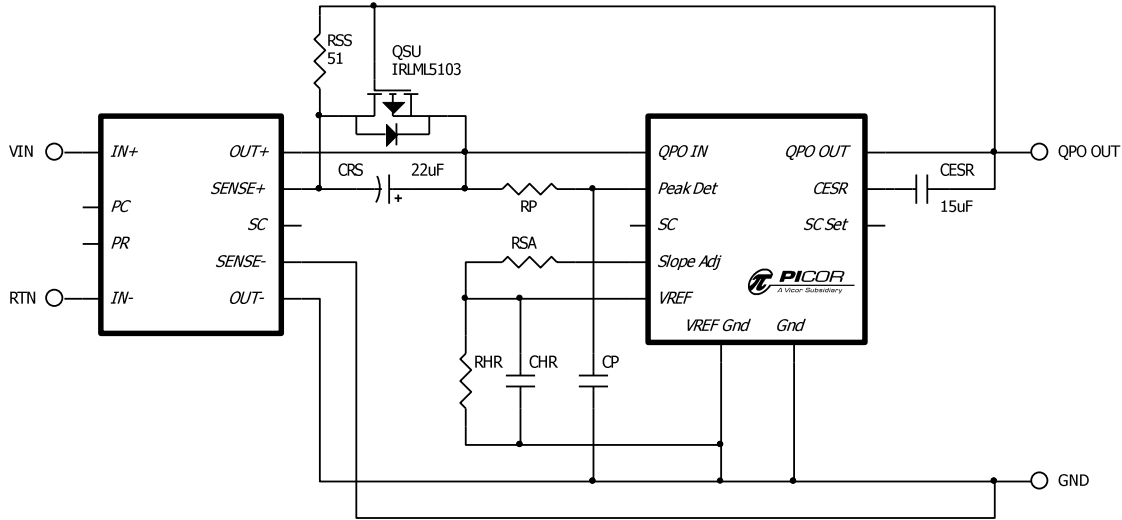 RSS
51
QSU
IRLML5103
VIN
IN+
OUT+
CRS
22uF
QPO IN
QPO OUT
QPO OUT
SENSE+
Peak Det
CESR
CESR
15uF
PC
RP
SC
SC
SC Set
PR
RSA
SENSE-
Slope Adj
PICOR
A Vicor Subsidiary
RTN
IN-
OUT-
VREF
VREF Gnd
Gnd
RHR
CHR
CP
GND